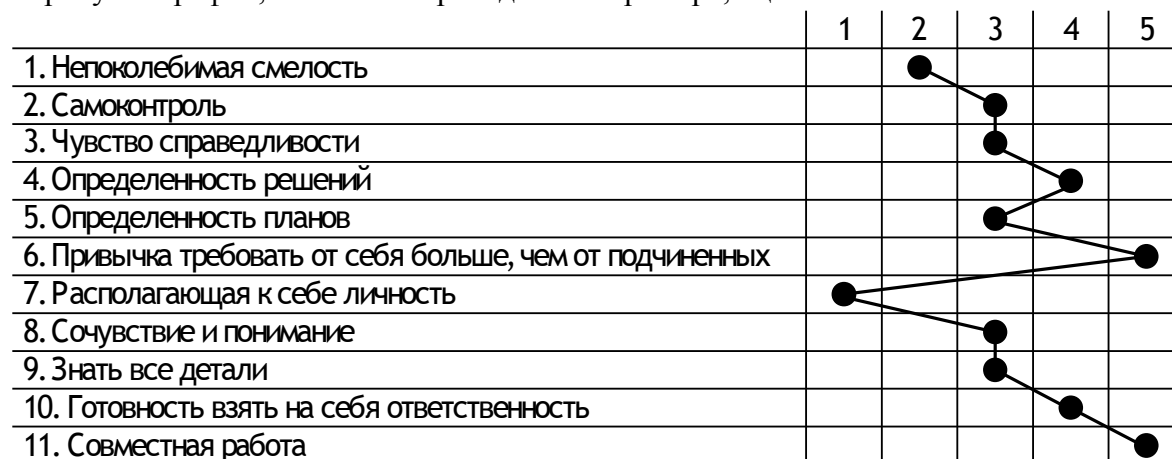 1 2 3 4 5
1. Непоколебимая смелость
2. Самоконтроль
3. Чувство справедливости
4. Определенность решений
5. Определенность планов
6. Привычка требовать от себя больше, чем от подчиненных
7. Располагающая к себе личность
8. Сочувствие и понимание
9. Знать все детали
10. Готовность взять на себя ответственность
11. Совместная работа